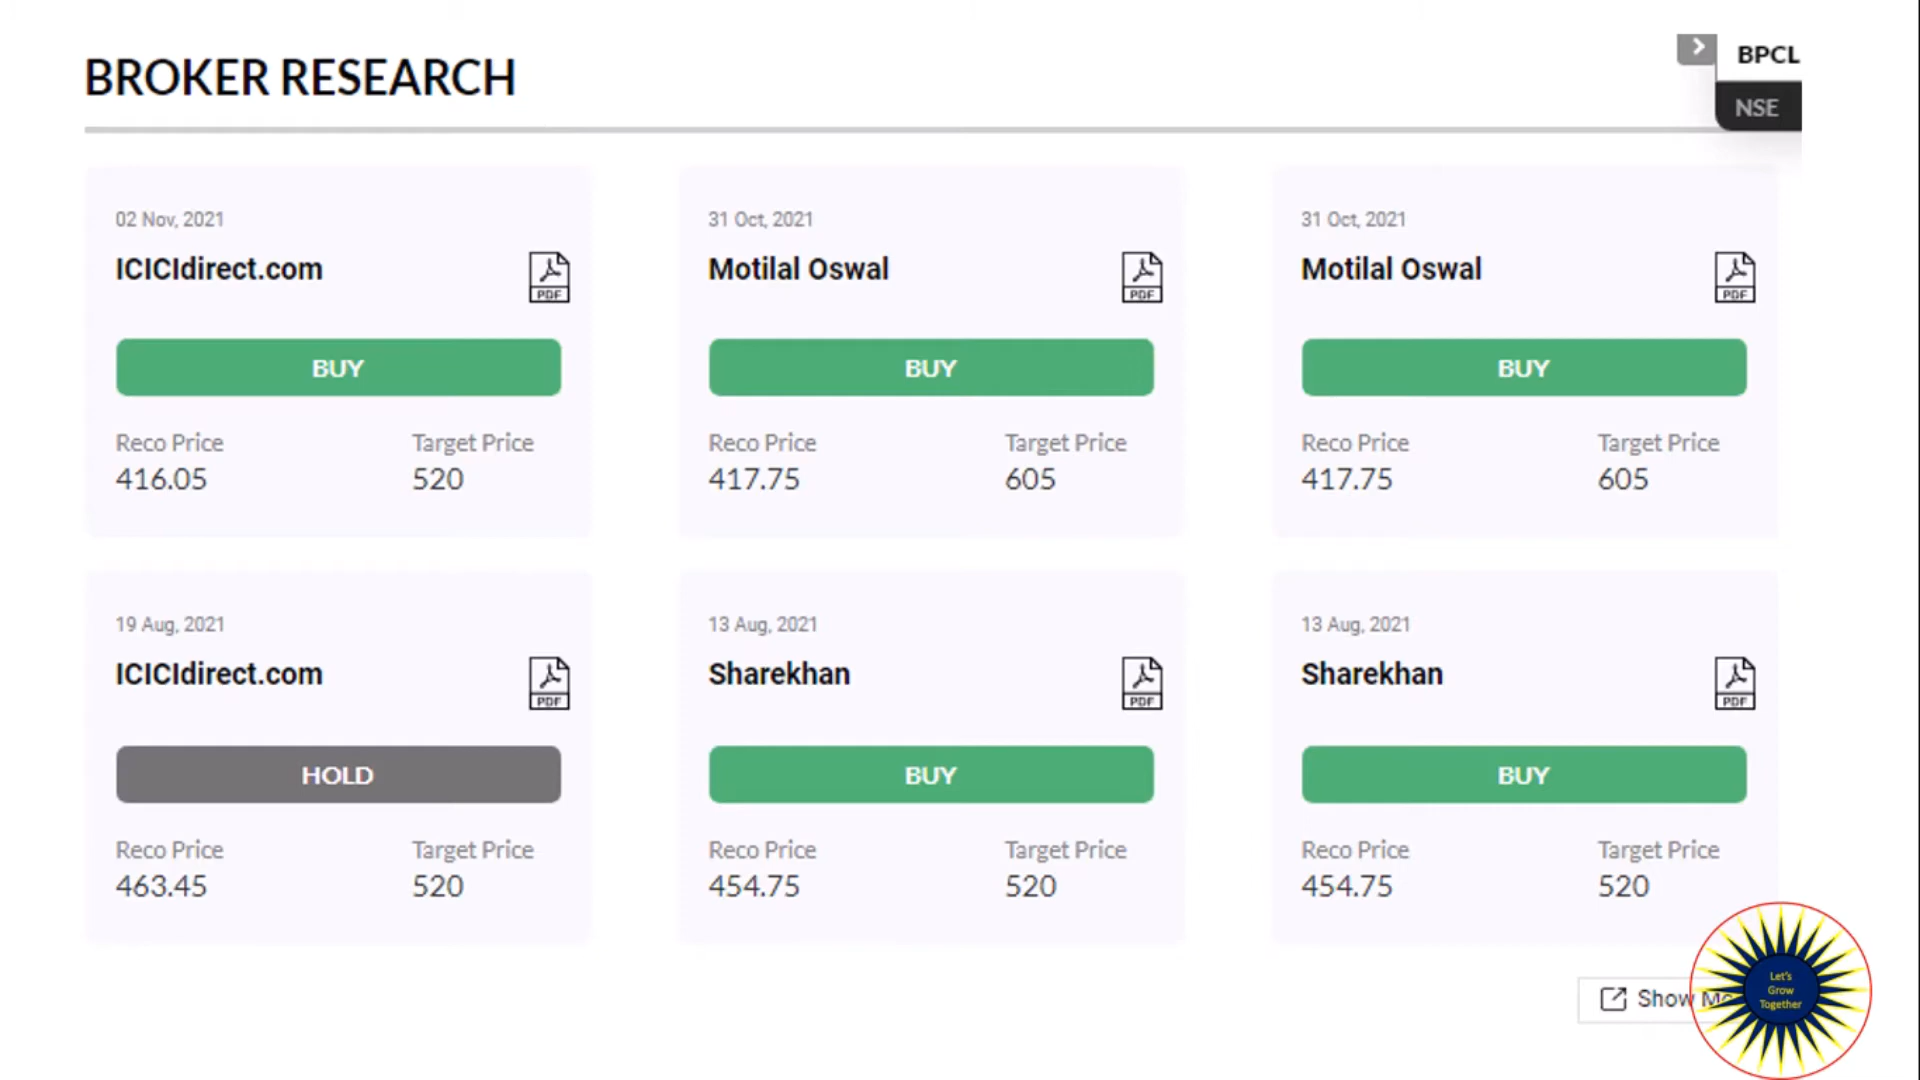 BROKER RESEARCH
BPCL
NSE
02 Nov, 2021
ICICIdirect.com
PDF
BUY
Reco Price Target Price
416.05 520
31 Oct, 2021
Motilal Oswal
PDF
BUY
Reco Price Target Price
417.75 605
31 Oct, 2021
Motilal Oswal
PDF
BUY
Reco Price Target Price
417.75 605
19 Aug, 2021
ICICIdirect.com
PDF
HOLD
Reco Price Target Price
463.45 520
13 Aug, 2021
Sharekhan
PDF
BUY
Reco Price Target Price
454.75 520
13 Aug, 2021
Sharekhan
PDF
BUY
Reco Price Target Price
454.75 520
Show
Let's
Grow
Together